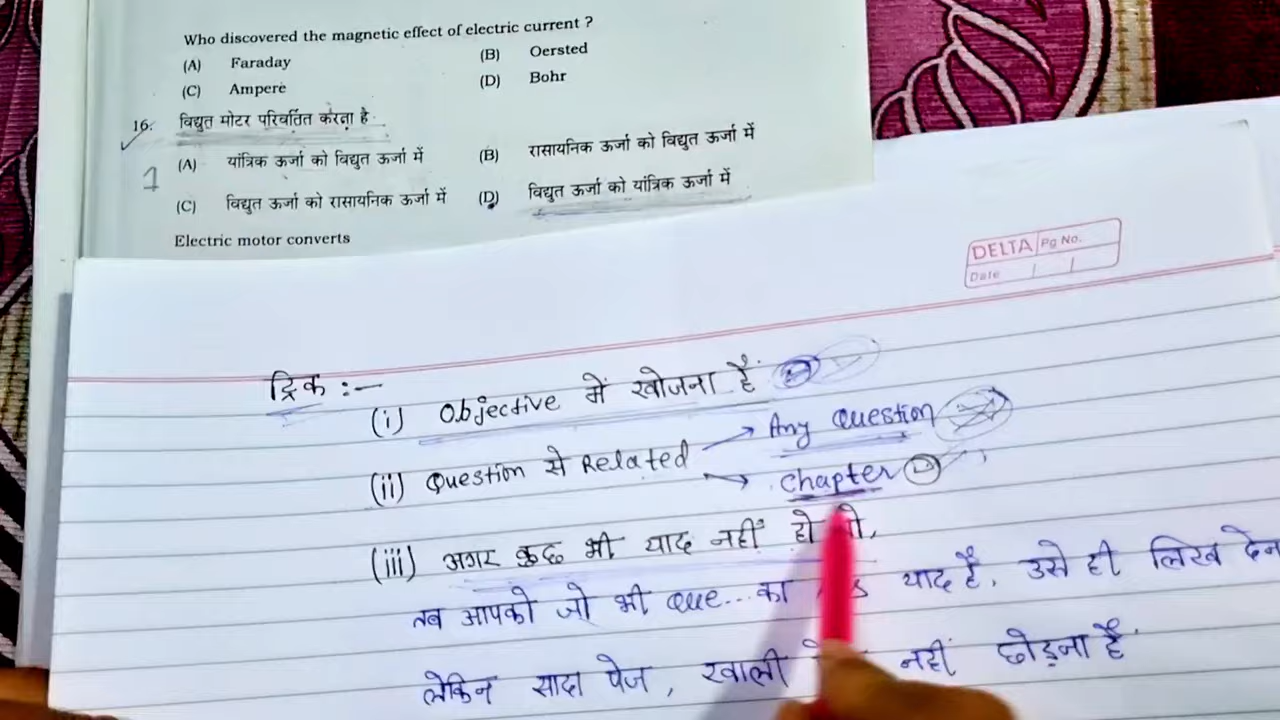 Who discovered the magnetic effect of electric current ?
(A) Faraday (B) Oersted
(C) Ampere (D) Bohr
16. विद्युत मोटर परिवर्तित करता है
1
(A) यांत्रिक ऊर्जा को विद्युत ऊर्जा में (B) रासायनिक ऊर्जा को विद्युत ऊर्जा में
(C) विद्युत ऊर्जा को रासायनिक ऊर्जा में (D) विद्युत ऊर्जा को यांत्रिक ऊर्जा में
Electric motor converts
DELTA Pg No.
Date
ट्रिक :-
(i) Objective में खोजना है
(ii) Question से Related → Any Question
→ Chapter
(iii) अगर कुछ भी याद नहीं हो
तब आपको जो भी Que... का याद है, उसे ही लिख देन
लेकिन सादा पेज, खाली नहीं छोड़ना है